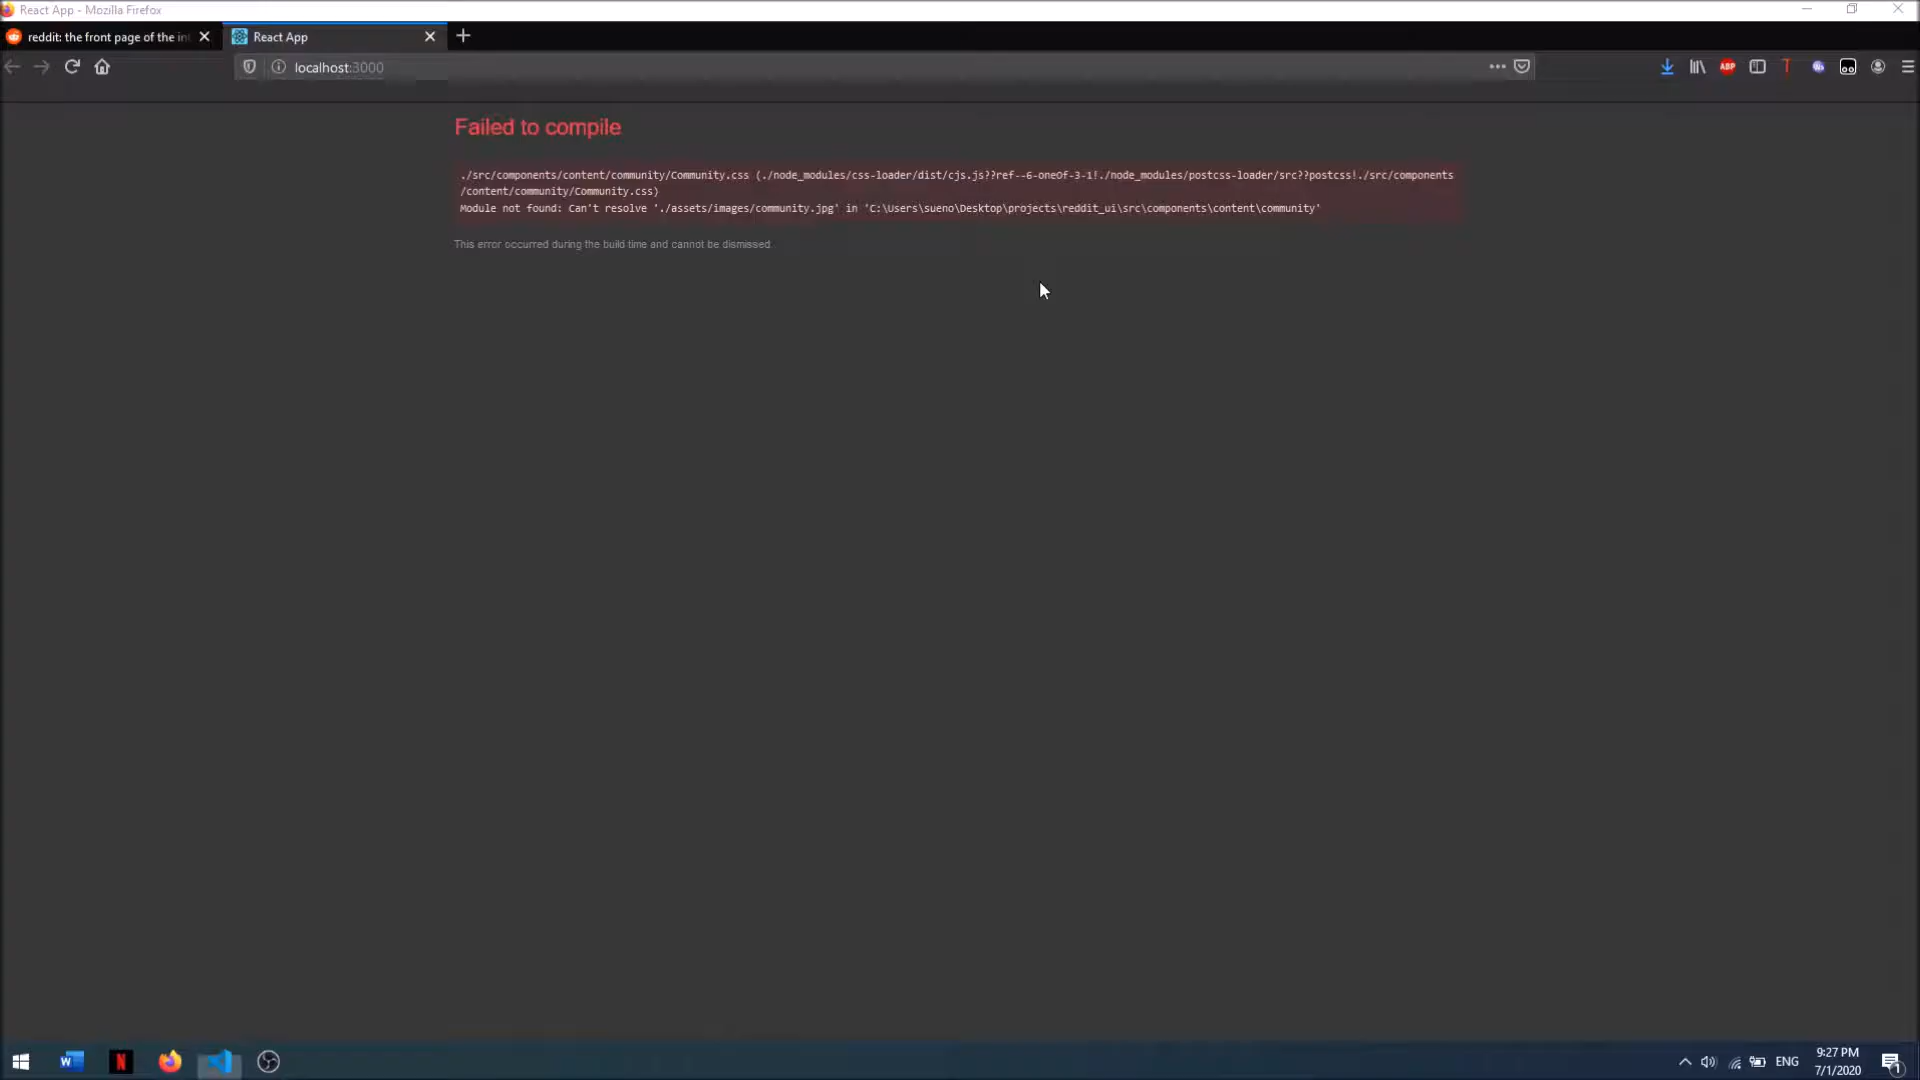 React App - Mozilla Firefox
reddit: the front page of the in
React App
localhost:3000
ABP
Failed to compile
./src/components/content/community/Community.css (./node_modules/css-loader/dist/cjs.js??ref--6-oneOf-3-1!./node_modules/postcss-loader/src??postcss!./src/components
/content/community/Community.css)
Module not found: Can't resolve './assets/images/community.jpg' in 'C:\Users\sueno\Desktop\projects\reddit_ui\src\components\content\community'
This error occurred during the build time and cannot be dismissed.
W
N
ENG
9:27 PM
7/1/2020
1